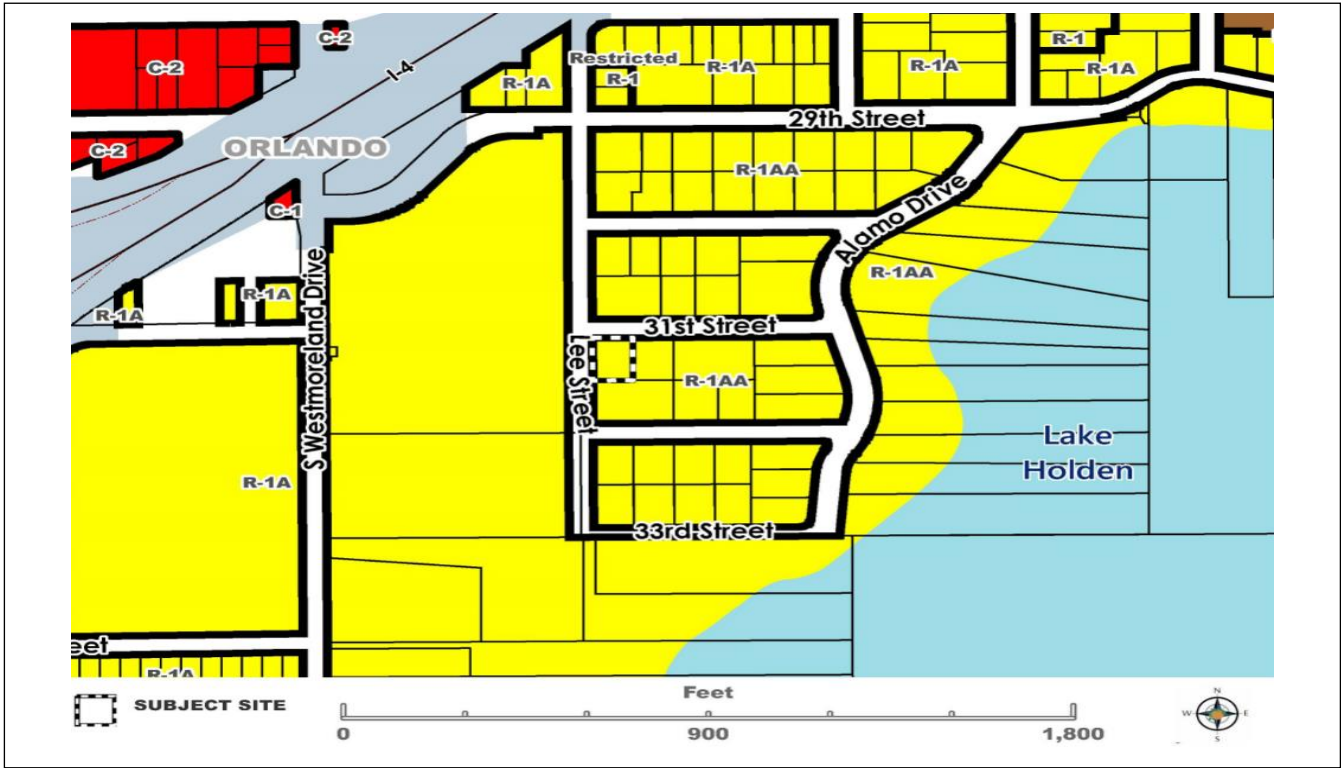 C-2
C-2
I-4
Restricted
R-1
R-1A
R-1A
R-1A
R-1
R-1A
29th Street
C-2
ORLANDO
R-1AA
C-1
Alamo Drive
R-1AA
S Westmoreland Drive
R-1A
R-1A
31st Street
Lee Street
R-1AA
Lake
Holden
R-1A
33rd Street
eet
R-1A
SUBJECT SITE
Feet
0
900
1,800
N
W
E
S